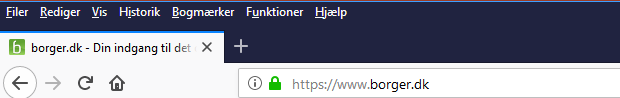 Filer Rediger Vis Historik Bogmærker Funktioner Hjælp
borger.dk - Din indgang til det
https://www.borger.dk